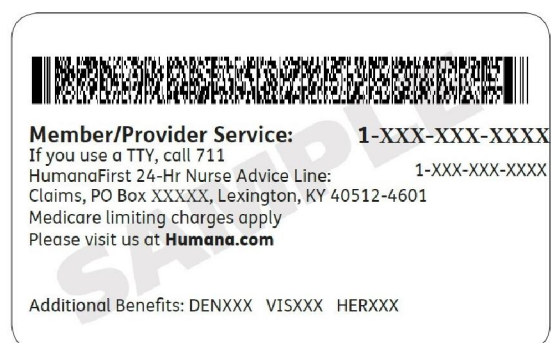 SAMPLE
Member/Provider Service: 1-XXX-XXX-XXXX
If you use a TTY, call 711
HumanaFirst 24-Hr Nurse Advice Line: 1-XXX-XXX-XXXX
Claims, PO Box XXXXX, Lexington, KY 40512-4601
Medicare limiting charges apply
Please visit us at Humana.com
Additional Benefits: DENXXX VISXXX HERXXX